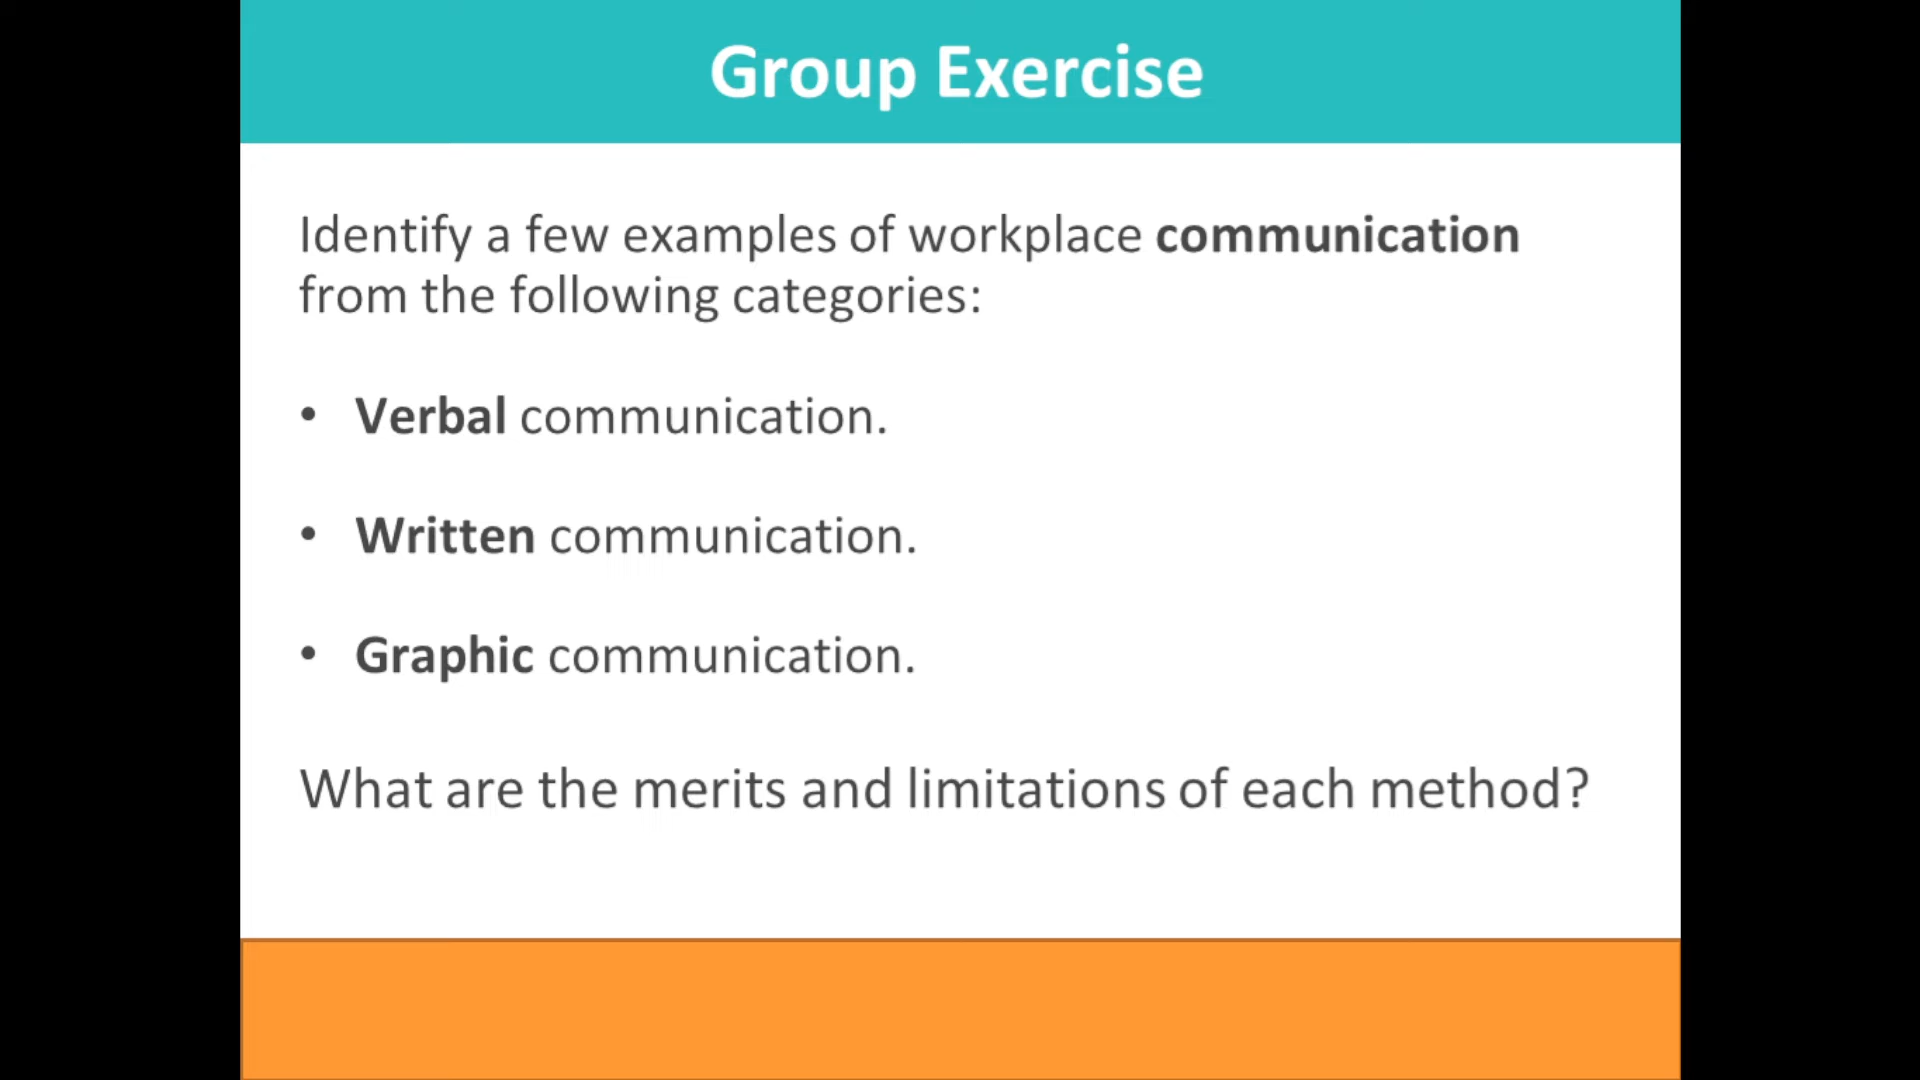 Group Exercise
Identify a few examples of workplace communication
from the following categories:
• Verbal communication.
• Written communication.
• Graphic communication.
What are the merits and limitations of each method?